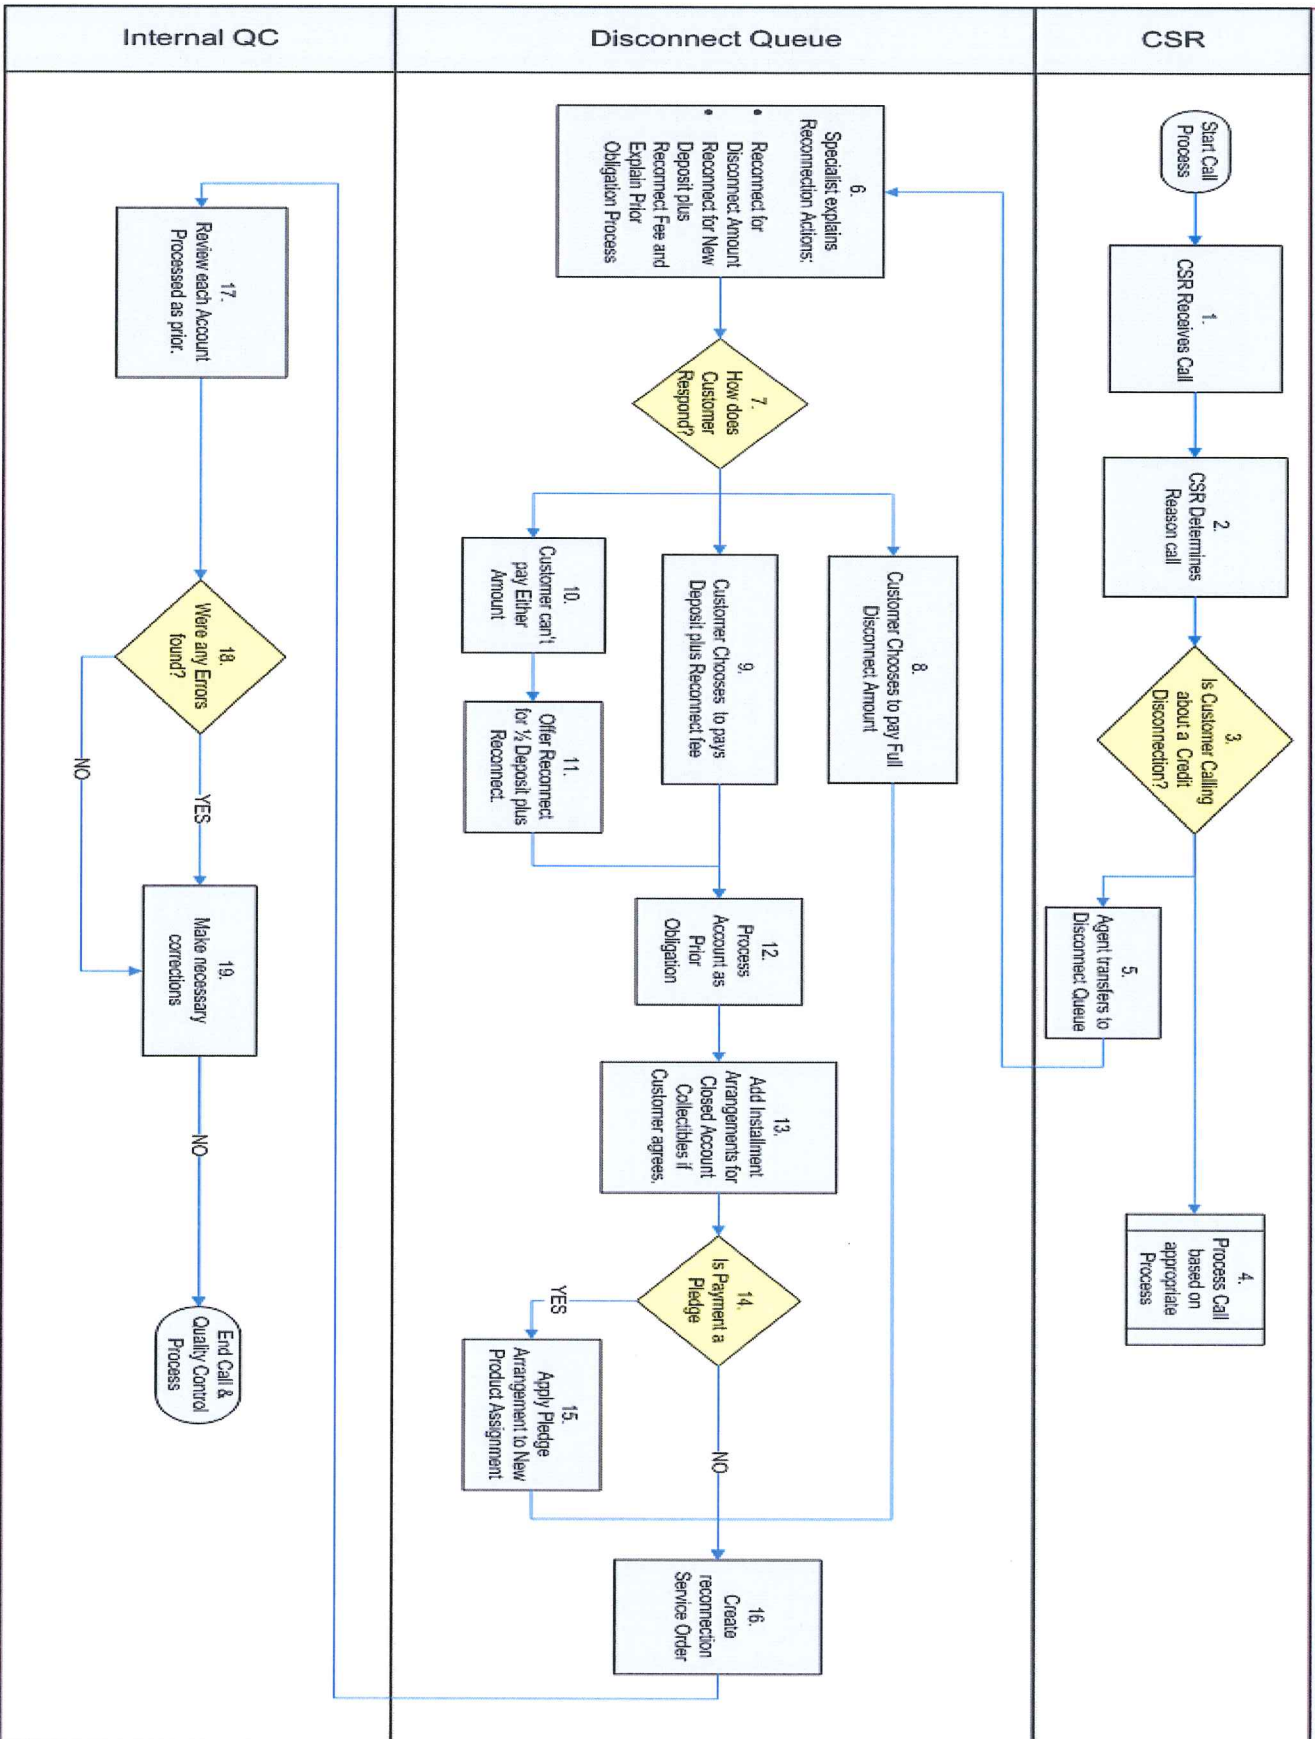 CSR
Start Call
Process
1.
CSR Receives Call
2.
CSR Determines
Reason call
3.
Is Customer Calling
about a Credit
Disconnection?
4.
Process Call
based on
appropriate
Process
5.
Agent transfers to
Disconnect Queue
Disconnect Queue
6.
Specialist explains
Reconnection Actions:
• Reconnect for
Disconnect Amount
• Reconnect for New
Deposit plus
Reconnect Fee and
Explain Prior
Obligation Process
7.
How does
Customer
Respond?
8.
Customer Chooses to pay Full
Disconnect Amount
9.
Customer Chooses to pays
Deposit plus Reconnect fee
10.
Customer can't
pay Either
Amount
11.
Offer Reconnect
for ½ Deposit plus
Reconnect.
12.
Process
Account as
Prior
Obligation
13.
Add Installment
Arrangements for
Closed Account
Collectibles if
Customer agrees.
14.
Is Payment a
Pledge
YES
NO
15.
Apply Pledge
Arrangement to New
Product Assignment
16.
Create
reconnection
Service Order
Internal QC
17.
Review each Account
Processed as prior.
18.
Were any Errors
found?
YES
NO
19.
Make necessary
corrections
NO
End Call &
Quality Control
Process